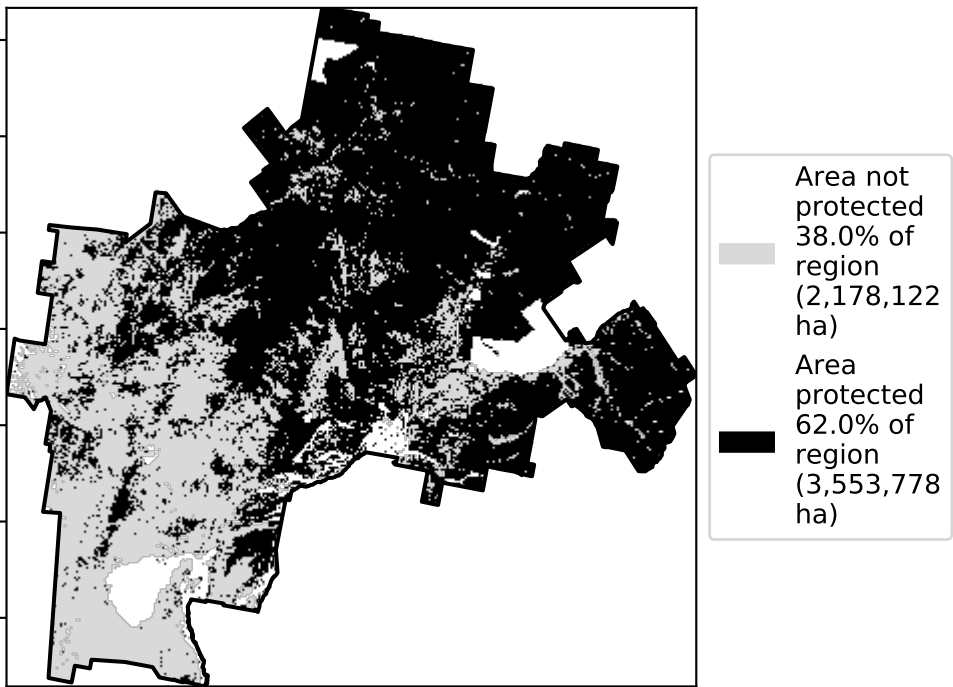 Area not
protected
38.0% of
region
(2,178,122
ha)
Area
protected
62.0% of
region
(3,553,778
ha)